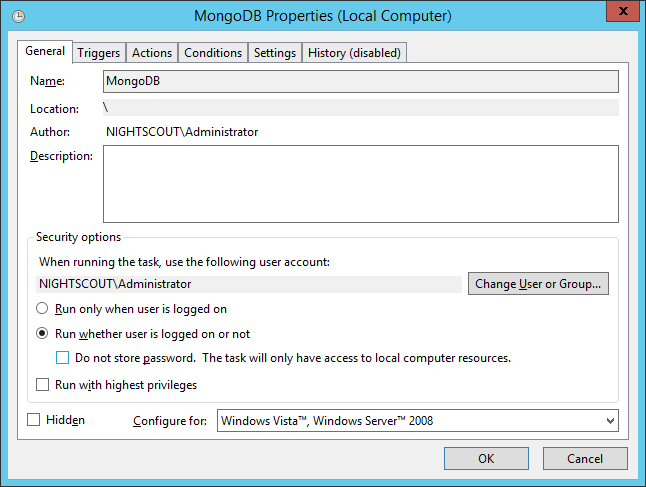 MongoDB Properties (Local Computer)
x
General Triggers Actions Conditions Settings History (disabled)
Name: MongoDB
Location: \
Author: NIGHTSCOUT\Administrator
Description:
Security options
When running the task, use the following user account:
NIGHTSCOUT\Administrator Change User or Group...
Run only when user is logged on
Run whether user is logged on or not
Do not store password. The task will only have access to local computer resources.
Run with highest privileges
Hidden Configure for: Windows Vista™, Windows Server™ 2008
OK Cancel